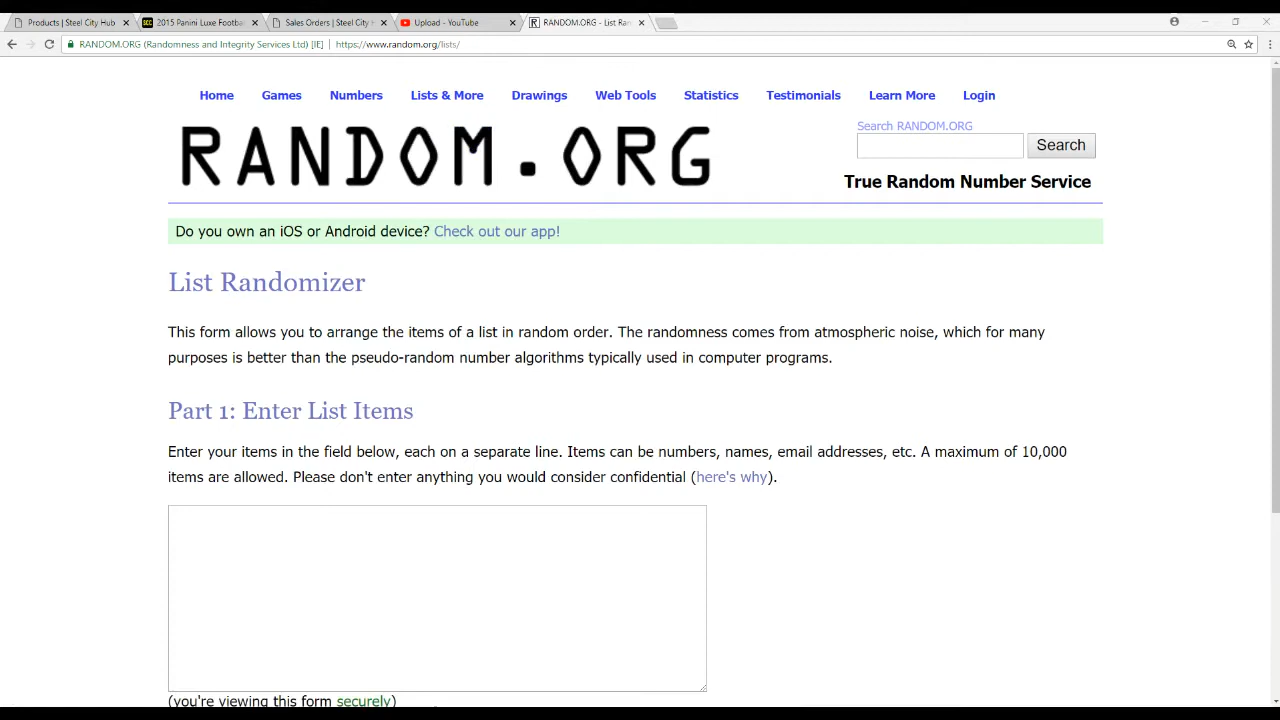 Products | Steel City Hub
SCC 2015 Panini Luxe Footba
Sales Orders | Steel City H
Upload - YouTube
RANDOM.ORG - List Ran
RANDOM.ORG (Randomness and Integrity Services Ltd) [IE] | https://www.random.org/lists/
Home Games Numbers Lists & More Drawings Web Tools Statistics Testimonials Learn More Login
RANDOM.ORG
Search RANDOM.ORG
Search
True Random Number Service
Do you own an iOS or Android device? Check out our app!
List Randomizer
This form allows you to arrange the items of a list in random order. The randomness comes from atmospheric noise, which for many
purposes is better than the pseudo-random number algorithms typically used in computer programs.
Part 1: Enter List Items
Enter your items in the field below, each on a separate line. Items can be numbers, names, email addresses, etc. A maximum of 10,000
items are allowed. Please don't enter anything you would consider confidential (here's why).
(you're viewing this form securely)